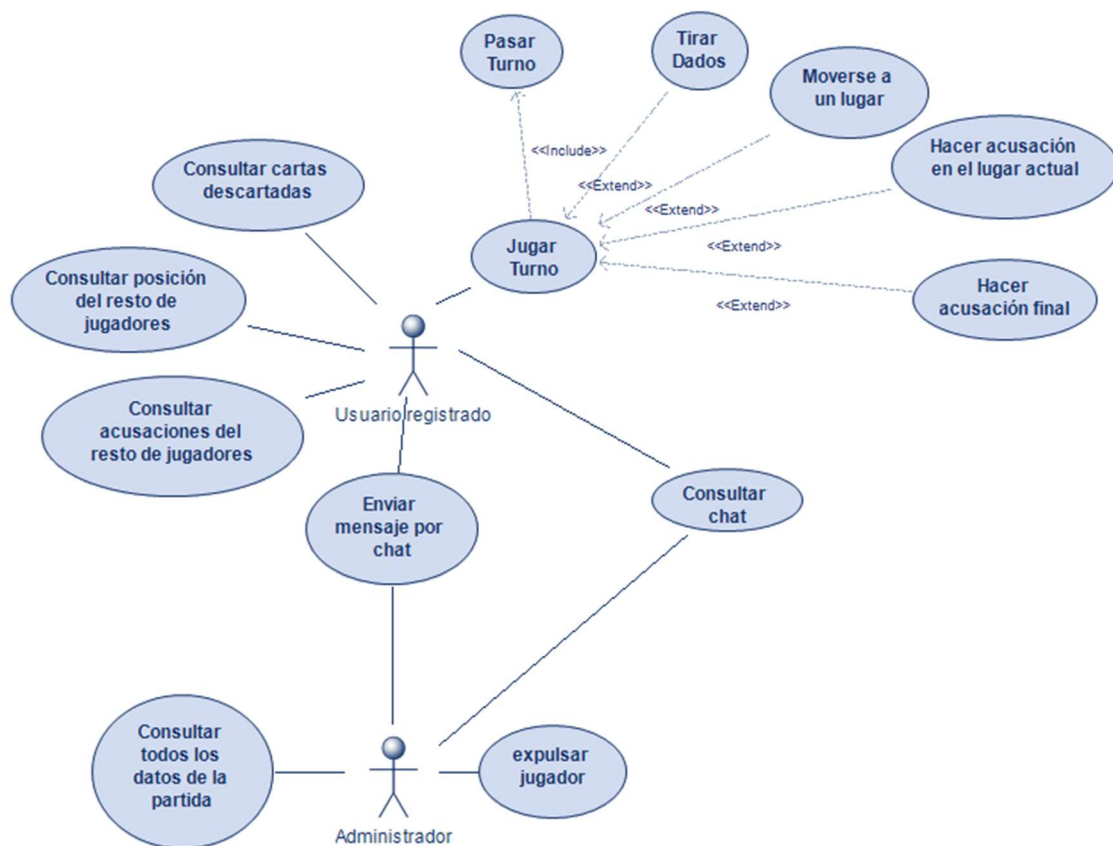 Pasar
Turno
Tirar
Dados
Moverse a
un lugar
Hacer acusación
en el lugar actual
Hacer
acusación final
<<Include>>
<<Extend>>
<<Extend>>
<<Extend>>
<<Extend>>
Jugar
Turno
Consultar cartas
descartadas
Consultar posición
del resto de
jugadores
Consultar
acusaciones del
resto de jugadores
Usuario registrado
Enviar
mensaje por
chat
Consultar
chat
Consultar
todos los
datos de la
partida
Administrador
expulsar
jugador